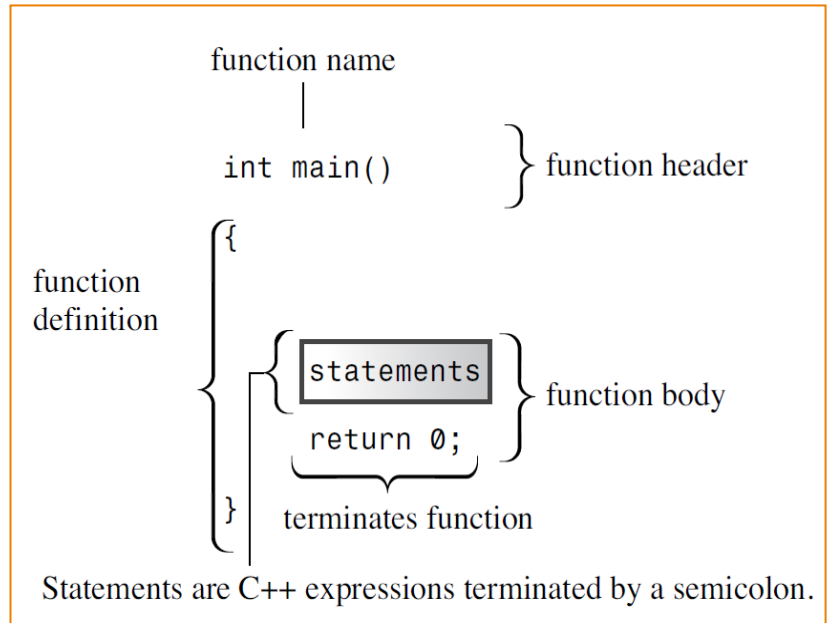 function name
int main()
function header
{
function
definition
statements
function body
return 0;
}
terminates function
Statements are C++ expressions terminated by a semicolon.